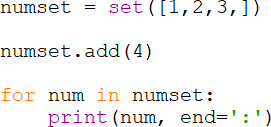 numset = set([1,2,3,])
numset.add(4)
for num in numset:
    print(num, end=':')